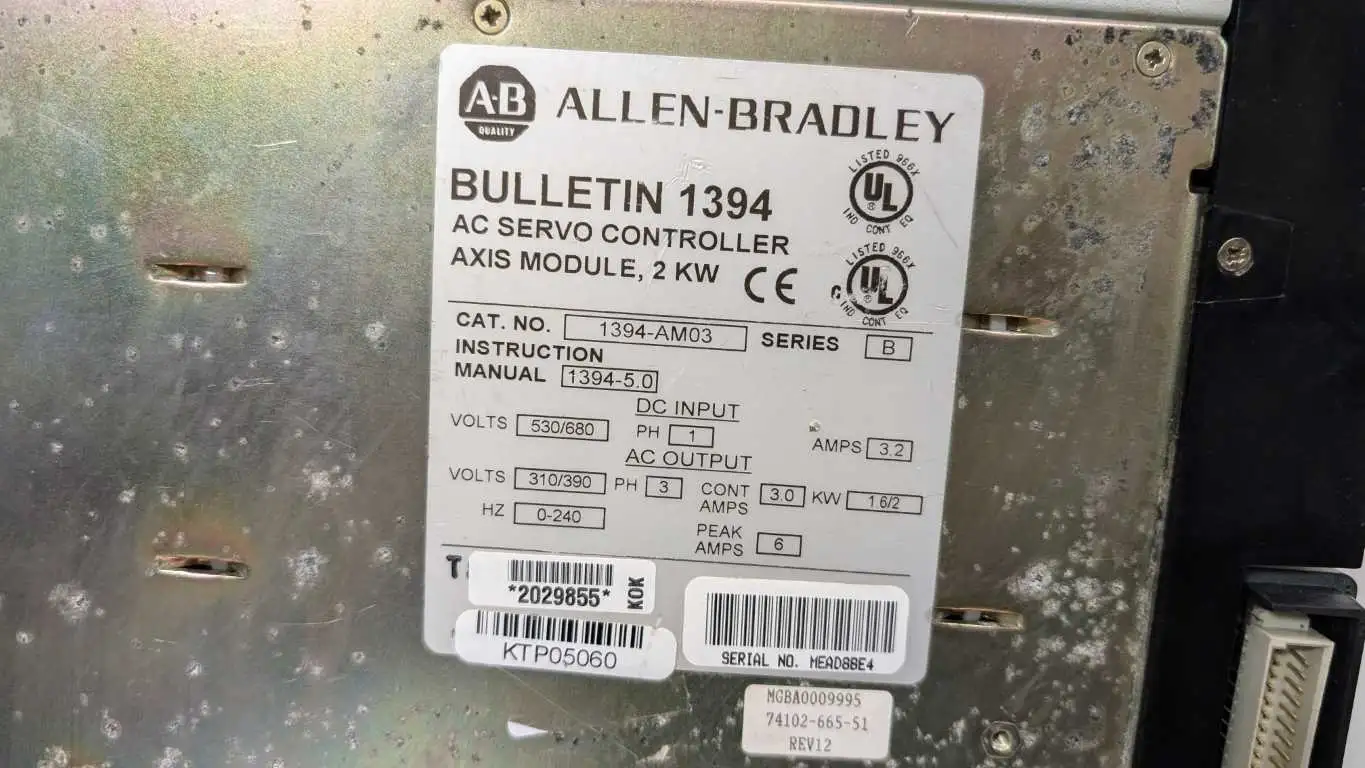 A-B ALLEN-BRADLEY
QUALITY
BULLETIN 1394
AC SERVO CONTROLLER
AXIS MODULE, 2 KW CE
LISTED 966X
UL ®
IND CONT EQ
LISTED 966X
C UL ®
IND CONT EQ
CAT. NO. 1394-AM03 SERIES B
INSTRUCTION
MANUAL 1394-5.0
DC INPUT
VOLTS 530/680 PH 1 AMPS 3.2
AC OUTPUT
VOLTS 310/390 PH 3 CONT AMPS 3.0 KW 1.6/2
HZ 0-240 PEAK AMPS 6
*2029855* KOK
KTP05060
SERIAL NO. MEAD8BE4
MGBA0009995
74102-665-51
REV12